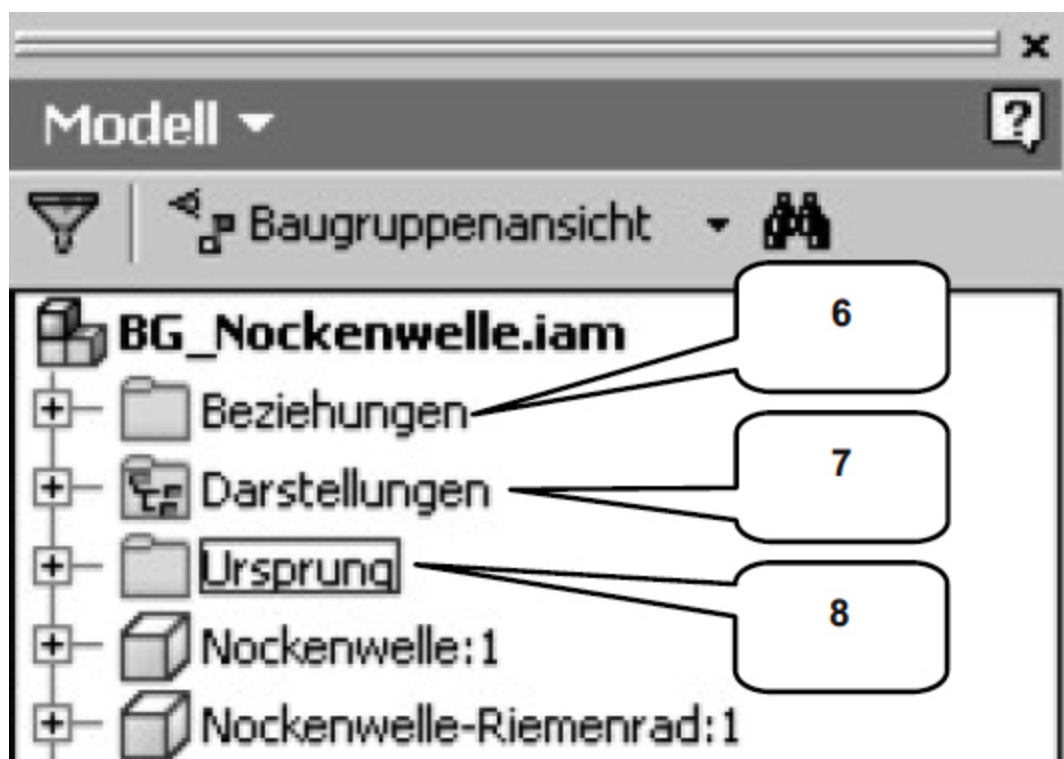 Modell
Baugruppenansicht
BG_Nockenwelle.iam
6
Beziehungen
7
Darstellungen
Ursprung
8
Nockenwelle:1
Nockenwelle-Riemenrad:1